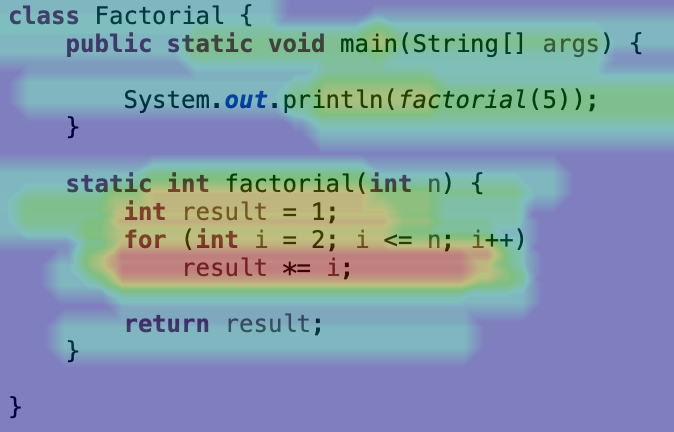 class Factorial {
    public static void main(String[] args) {
        System.out.println(factorial(5));
    }
    static int factorial(int n) {
        int result = 1;
        for (int i = 2; i <= n; i++)
            result *= i;
        return result;
    }
}